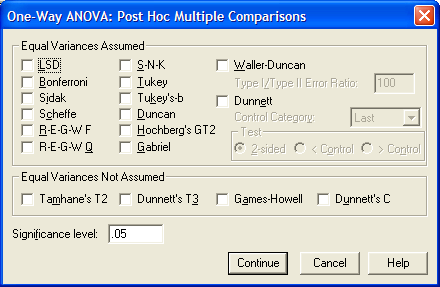 One-Way ANOVA: Post Hoc Multiple Comparisons
Equal Variances Assumed
LSD
Bonferroni
Sidak
Scheffe
R-E-G-W F
R-E-G-W Q
S-N-K
Tukey
Tukey's-b
Duncan
Hochberg's GT2
Gabriel
Waller-Duncan
Type I/Type II Error Ratio: 100
Dunnett
Control Category: Last
Test
2-sided < Control > Control
Equal Variances Not Assumed
Tamhane's T2 Dunnett's T3 Games-Howell Dunnett's C
Significance level: .05
Continue Cancel Help